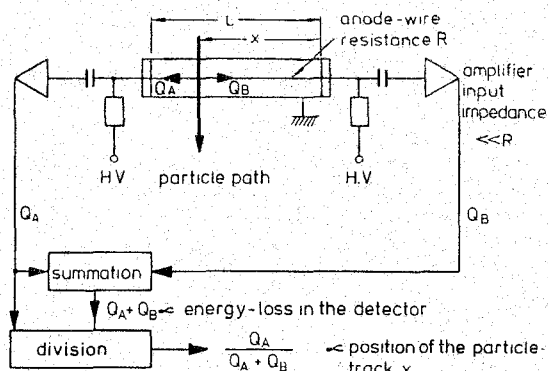 L
x
anode-wire
resistance R
Q_A
Q_B
amplifier
input
impedance
<<R
H.V
particle path
H.V
Q_A
Q_B
summation
Q_A+Q_B ∝ energy-loss in the detector
division
Q_A / (Q_A + Q_B) ∝ position of the particle-
track x